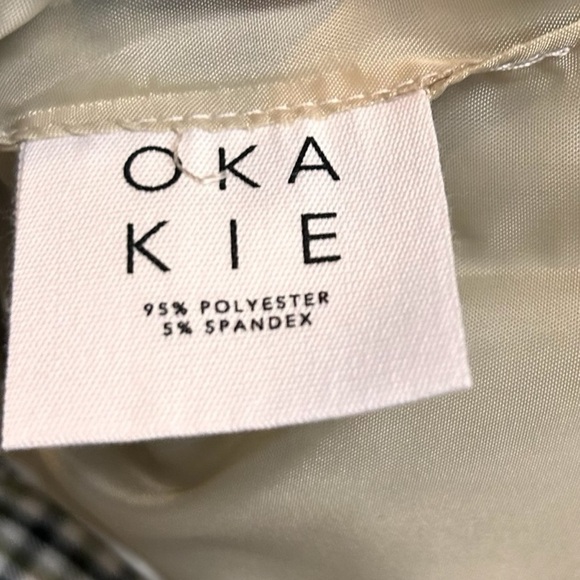 OKA
KIE
95% POLYESTER
5% SPANDEX